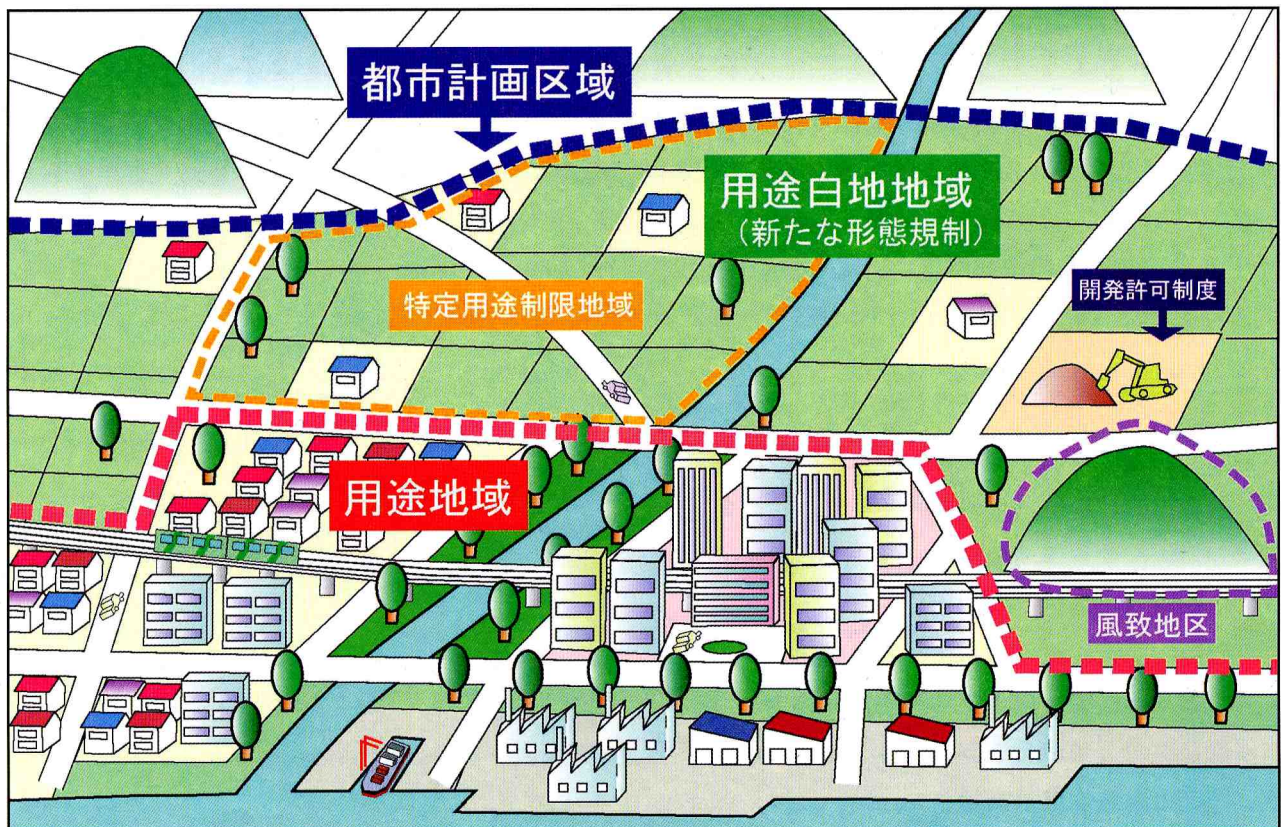 都市計画区域
用途白地地域
（新たな形態規制）
開発許可制度
特定用途制限地域
用途地域
風致地区